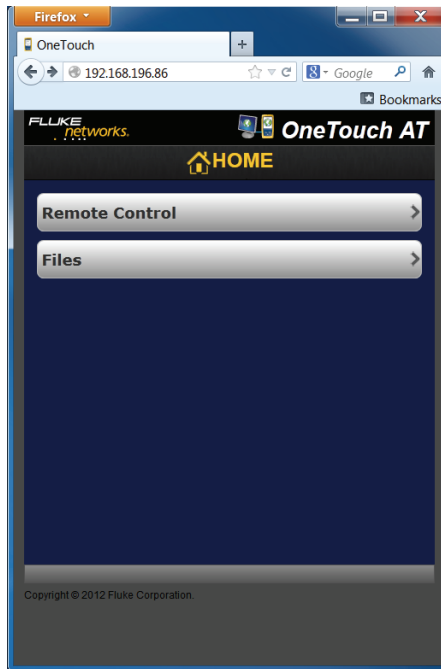 Firefox
OneTouch
+
192.168.196.86
Google
Bookmarks
FLUKE
networks.
OneTouch AT
HOME
Remote Control
Files
Copyright © 2012 Fluke Corporation.